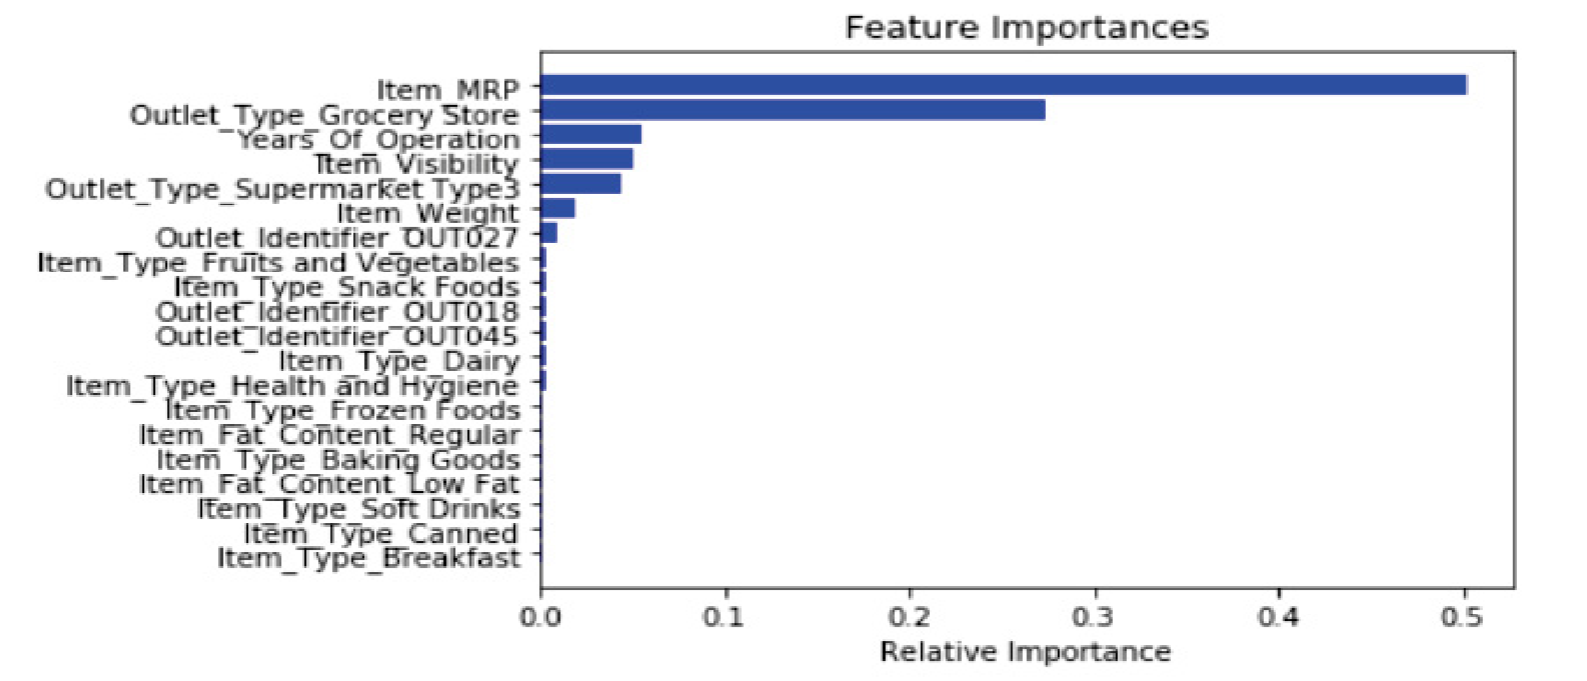 Feature Importances
Item_MRP
Outlet_Type_Grocery Store
Years_Of_Operation
Item_Visibility
Outlet_Type_Supermarket Type3
Item_Weight
Outlet_Identifier_OUT027
Item_Type_Fruits and Vegetables
Item_Type_Snack Foods
Outlet_Identifier_OUT018
Outlet_Identifier_OUT045
Item_Type_Dairy
Item_Type_Health and Hygiene
Item_Type_Frozen Foods
Item_Fat_Content_Regular
Item_Type_Baking Goods
Item_Fat_Content_Low Fat
Item_Type_Soft Drinks
Item_Type_Canned
Item_Type_Breakfast
0.0 0.1 0.2 0.3 0.4 0.5
Relative Importance